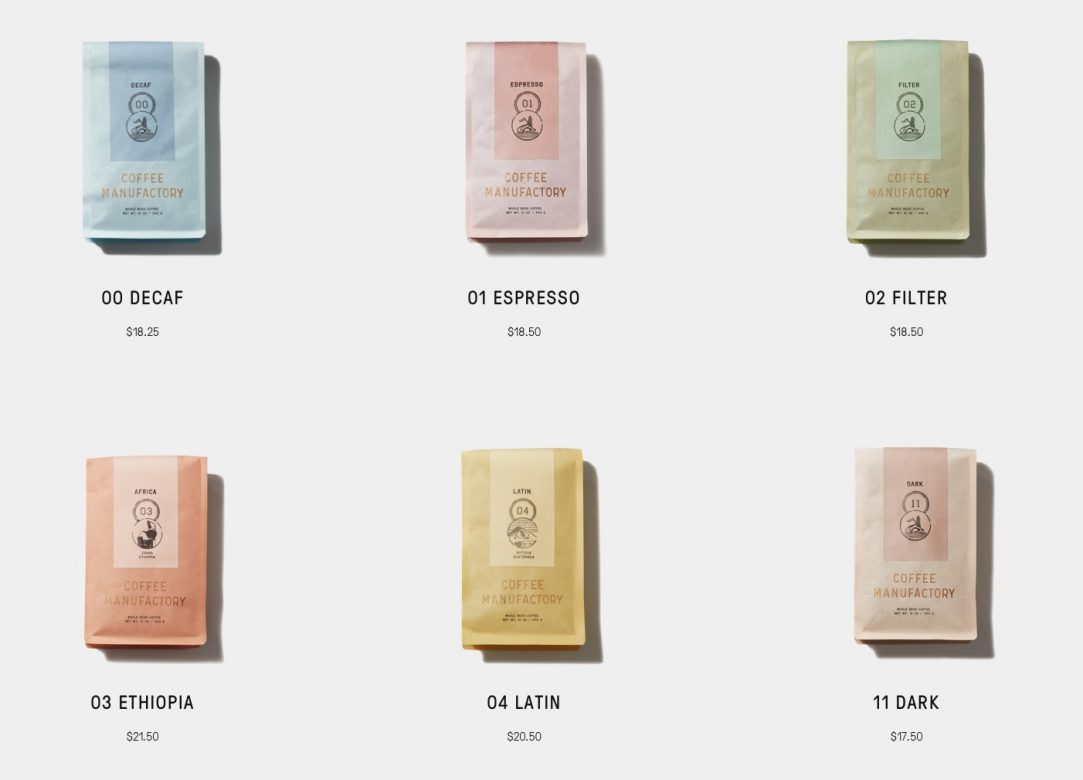 DECAF
00
COFFEE
MANUFACTORY
WHOLE BEAN COFFEE
NET WT. 12 OZ / 340 G
ESPRESSO
01
COFFEE
MANUFACTORY
WHOLE BEAN COFFEE
NET WT. 12 OZ / 340 G
FILTER
02
COFFEE
MANUFACTORY
WHOLE BEAN COFFEE
NET WT. 12 OZ / 340 G
00 DECAF
01 ESPRESSO
02 FILTER
$18.25
$18.50
$18.50
AFRICA
03
ETHIOPIA
COFFEE
MANUFACTORY
WHOLE BEAN COFFEE
NET WT. 12 OZ / 340 G
LATIN
04
GUATEMALA
COFFEE
MANUFACTORY
WHOLE BEAN COFFEE
NET WT. 12 OZ / 340 G
DARK
11
COFFEE
MANUFACTORY
WHOLE BEAN COFFEE
NET WT. 12 OZ / 340 G
03 ETHIOPIA
04 LATIN
11 DARK
$21.50
$20.50
$17.50